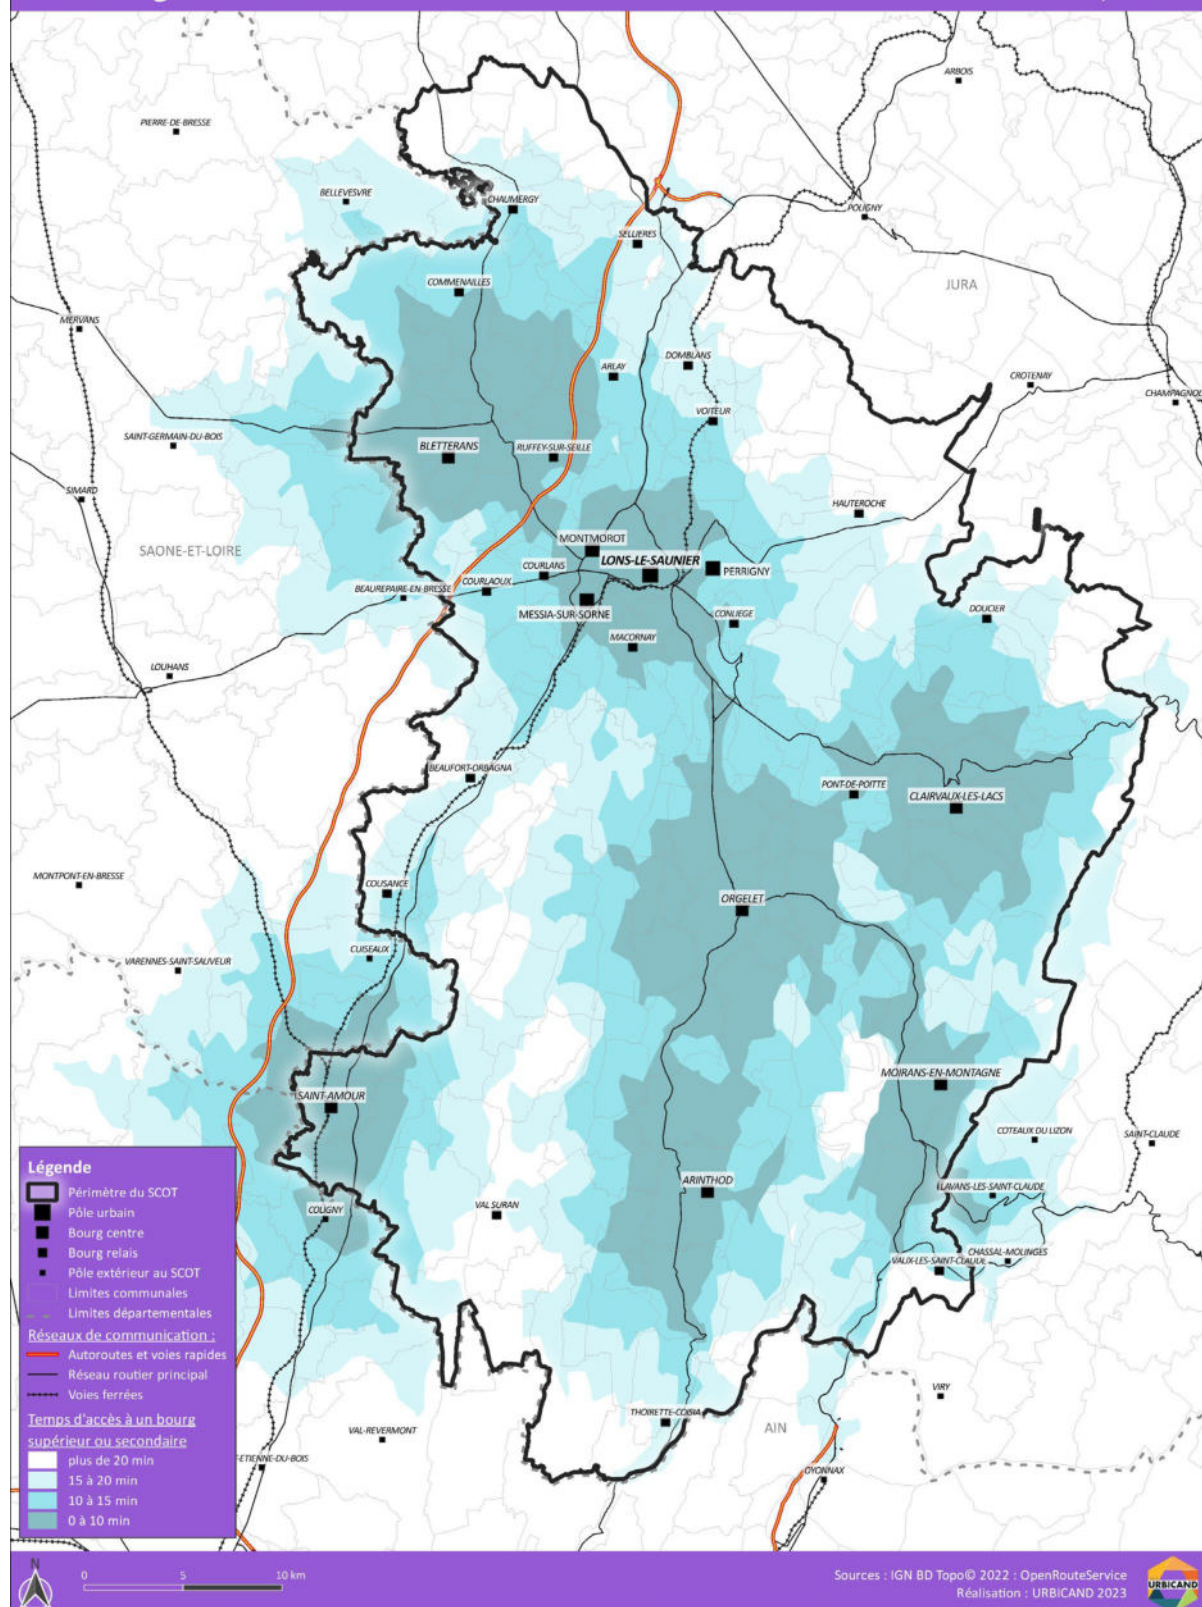 ARBOIS
PIERRE-DE-BRESSE
BELLEVESVRE
CHAUMERGY
POLIGNY
SELLIERES
COMMENAILLES
JURA
MERVANS
DOMBLANS
ARLAY
CROTENAY
CHAMPAGNOL
VOITEUR
SAINT-GERMAIN-DU-BOIS
BLETTERANS
RUFFEY-SUR-SEILLE
SIMARD
HAUTEROCHE
SAONE-ET-LOIRE
MONTMOROT
LONS-LE-SAUNIER
PERRIGNY
COURLANS
COURLAOUX
BEAUREPAIRE-EN-BRESSE
MESSIA-SUR-SORNE
CONLIEGE
DOUCIER
MACORNAY
LOUHANS
BEAUFORT-ORBAGNA
PONT-DE-POITTE
CLAIRVAUX-LES-LACS
MONTPONT-EN-BRESSE
COUSANCE
ORGELET
CUISEAUX
VARENNES-SAINT-SAUVEUR
MOIRANS-EN-MONTAGNE
SAINT-AMOUR
COTEAUX DU LIZON
SAINT-CLAUDE
ARINTHOD
LAVANS-LES-SAINT-CLAUDE
VAL SURAN
COLIGNY
CHASSAL-MOLINGES
VAUX-LES-SAINT-CLAUDE
VIRY
THOIRETTE-COISIA
AIN
VAL-REVERMONT
T-ETIENNE-DU-BOIS
OYONNAX
Légende
Périmètre du SCOT
Pôle urbain
Bourg centre
Bourg relais
Pôle extérieur au SCOT
Limites communales
Limites départementales
Réseaux de communication :
Autoroutes et voies rapides
Réseau routier principal
Voies ferrées
Temps d'accès à un bourg
supérieur ou secondaire
plus de 20 min
15 à 20 min
10 à 15 min
0 à 10 min
N
0 5 10 km
Sources : IGN BD Topo© 2022 : OpenRouteService
Réalisation : URBICAND 2023
URBICAND